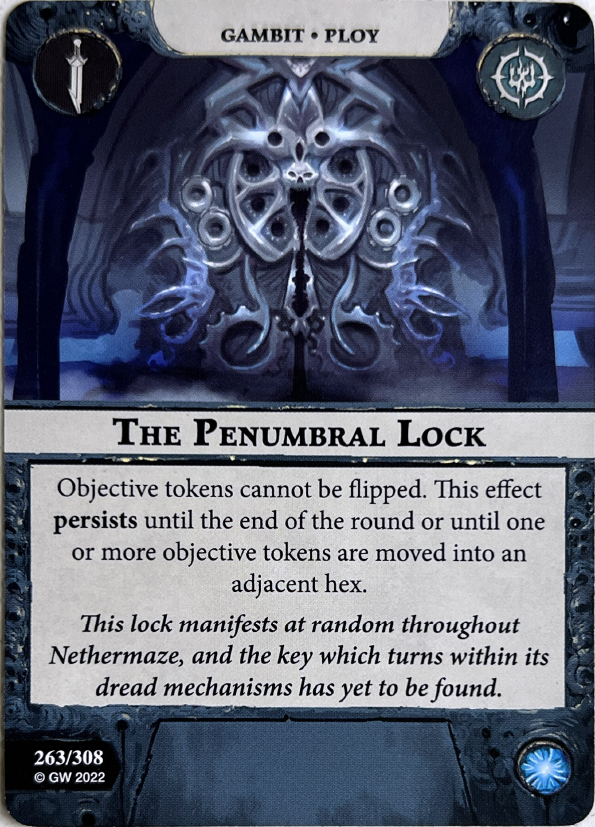 GAMBIT • PLOY
THE PENUMBRAL LOCK
Objective tokens cannot be flipped. This effect
persists until the end of the round or until one
or more objective tokens are moved into an
adjacent hex.
This lock manifests at random throughout
Nethermaze, and the key which turns within its
dread mechanisms has yet to be found.
263/308
© GW 2022